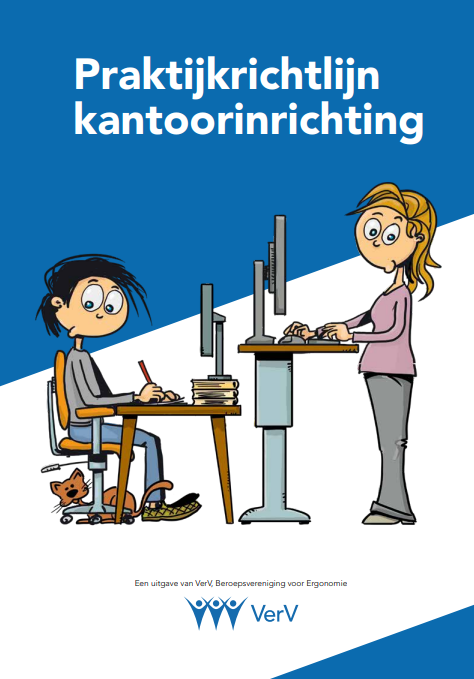 Praktijkrichtlijn
kantoorinrichting
Een uitgave van VerV, Beroepsvereniging voor Ergonomie
VerV